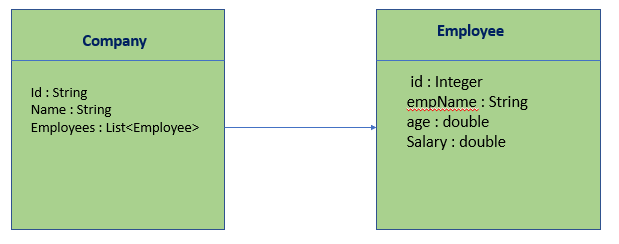 Company
Id : String
Name : String
Employees : List<Employee>
Employee
id : Integer
empName : String
age : double
Salary : double